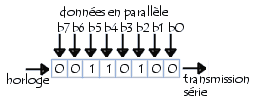 données en parallèle
b7 b6 b5 b4 b3 b2 b1 b0
horloge 0 0 1 1 0 1 0 0 transmission
série